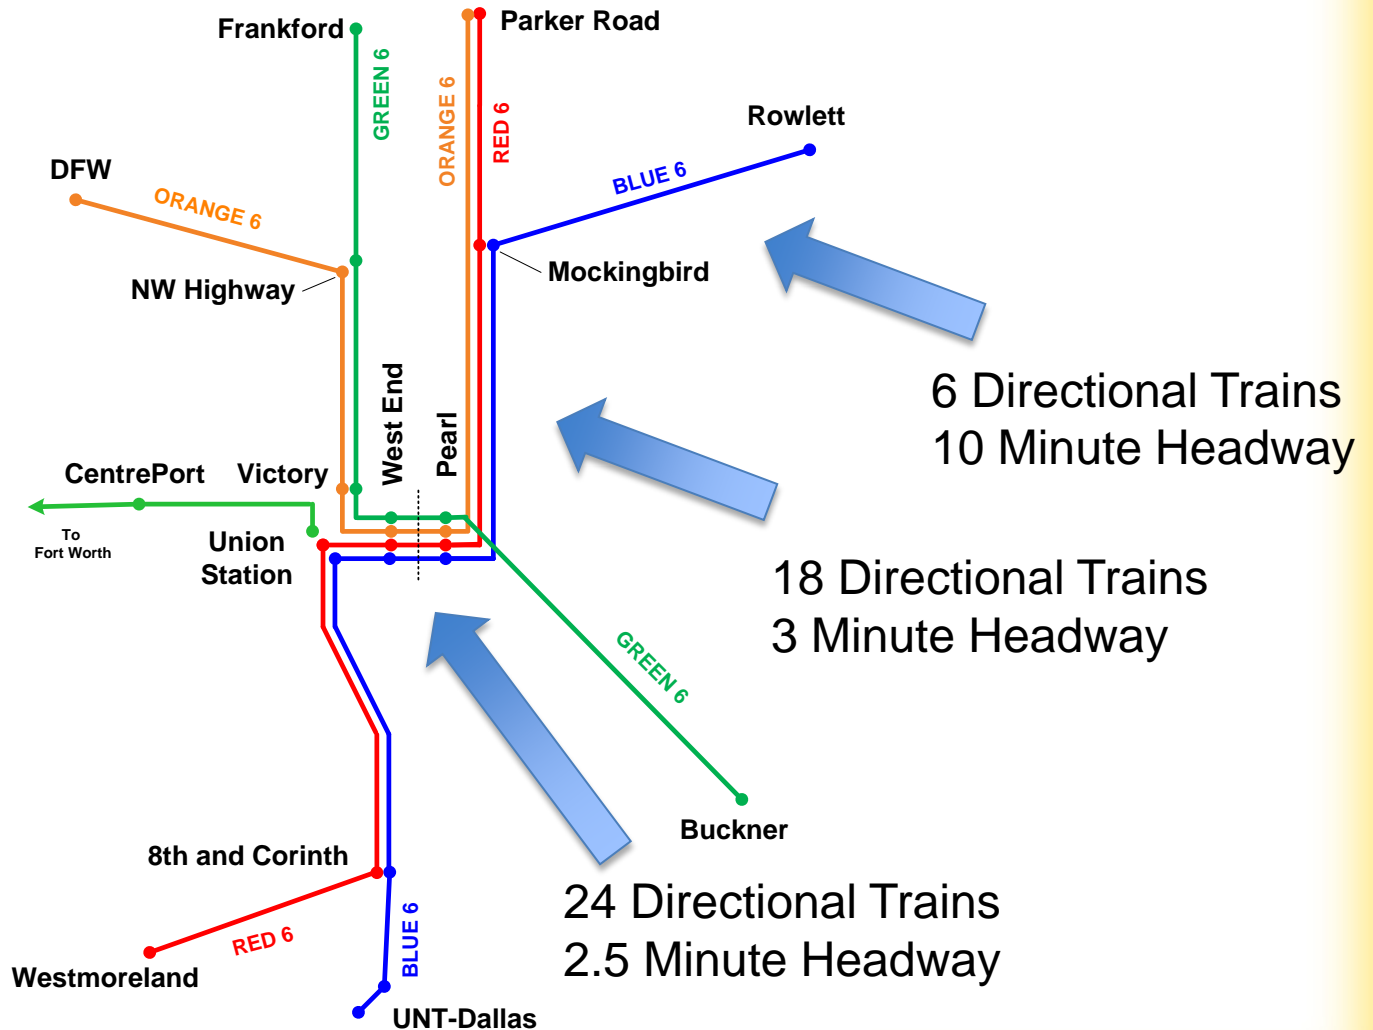 Frankford
GREEN 6
ORANGE 6
RED 6
Parker Road
Rowlett
BLUE 6
DFW
ORANGE 6
NW Highway
Mockingbird
West End
Pearl
6 Directional Trains
10 Minute Headway
CentrePort
Victory
To
Fort Worth
Union
Station
18 Directional Trains
3 Minute Headway
GREEN 6
Buckner
8th and Corinth
24 Directional Trains
2.5 Minute Headway
RED 6
BLUE 6
Westmoreland
UNT-Dallas